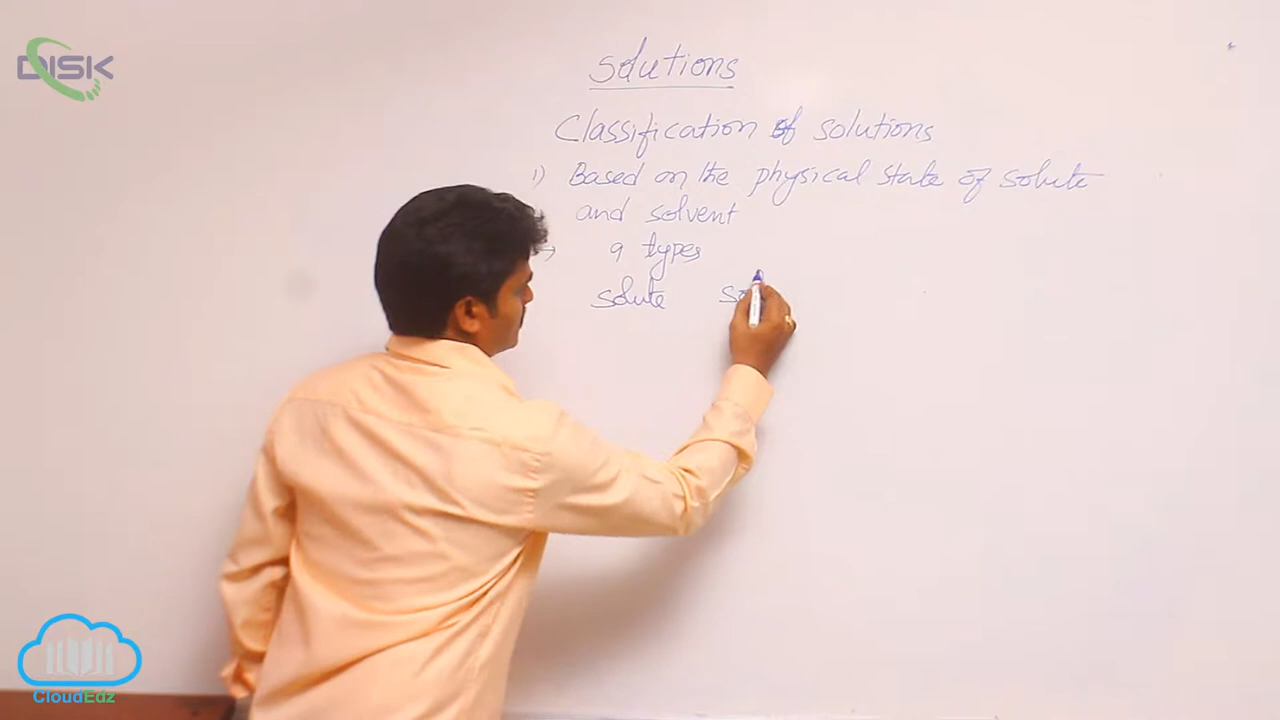 DISK
Solutions
Classification of solutions
1) Based on the physical state of solute
and solvent
→ 9 types
solute so
CloudEdz